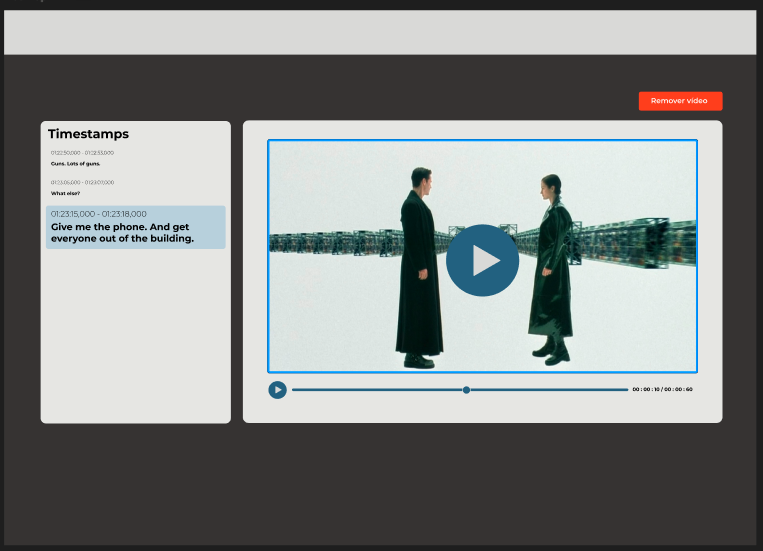 Remover vídeo
Timestamps
01:22:50,000 - 01:22:53,000
Guns. Lots of guns.
01:23:05,000 - 01:23:07,000
What else?
01:23:15,000 - 01:23:18,000
Give me the phone. And get
everyone out of the building.
00 : 00 : 10 / 00 : 00 : 60